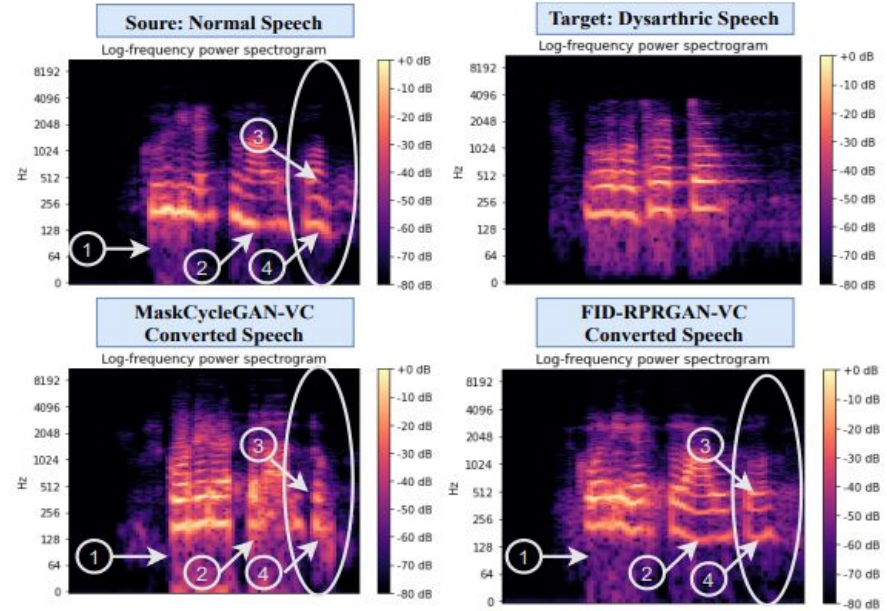 Soure: Normal Speech
Log-frequency power spectrogram
8192
4096
2048
1024
512
256
128
64
0
Hz
1
2
3
4
+0 dB
-10 dB
-20 dB
-30 dB
-40 dB
-50 dB
-60 dB
-70 dB
-80 dB
Target: Dysarthric Speech
Log-frequency power spectrogram
8192
4096
2048
1024
512
256
128
64
0
Hz
+0 dB
-10 dB
-20 dB
-30 dB
-40 dB
-50 dB
-60 dB
-70 dB
-80 dB
MaskCycleGAN-VC
Converted Speech
Log-frequency power spectrogram
8192
4096
2048
1024
512
256
128
64
0
Hz
1
2
3
4
+0 dB
-10 dB
-20 dB
-30 dB
-40 dB
-50 dB
-60 dB
-70 dB
-80 dB
FID-RPRGAN-VC
Converted Speech
Log-frequency power spectrogram
8192
4096
2048
1024
512
256
128
64
0
Hz
1
2
3
4
+0 dB
-10 dB
-20 dB
-30 dB
-40 dB
-50 dB
-60 dB
-70 dB
-80 dB